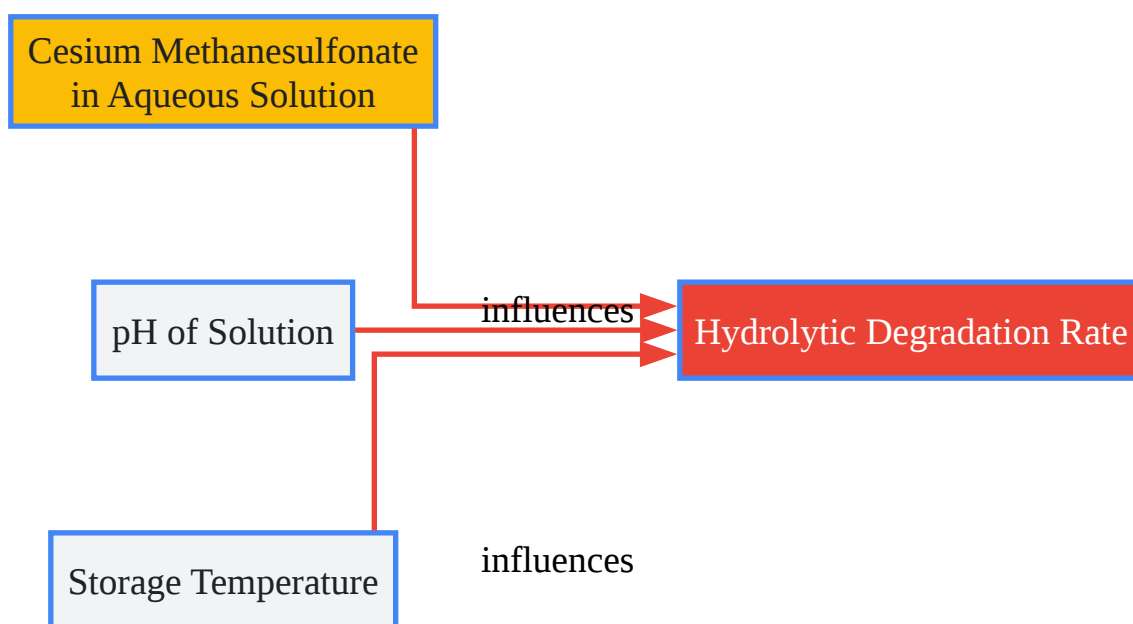 Cesium Methanesulfonate
in Aqueous Solution
influences
pH of Solution
Hydrolytic Degradation Rate
influences
Storage Temperature